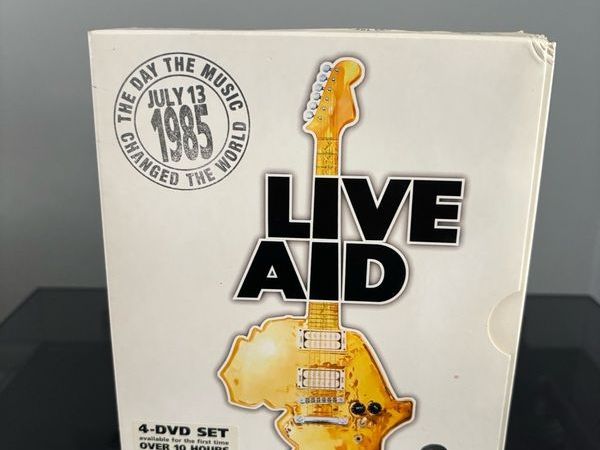 THE DAY THE MUSIC
JULY 13
1985
CHANGED THE WORLD
LIVE
AID
4-DVD SET
available for the first time
OVER 10 HOURS